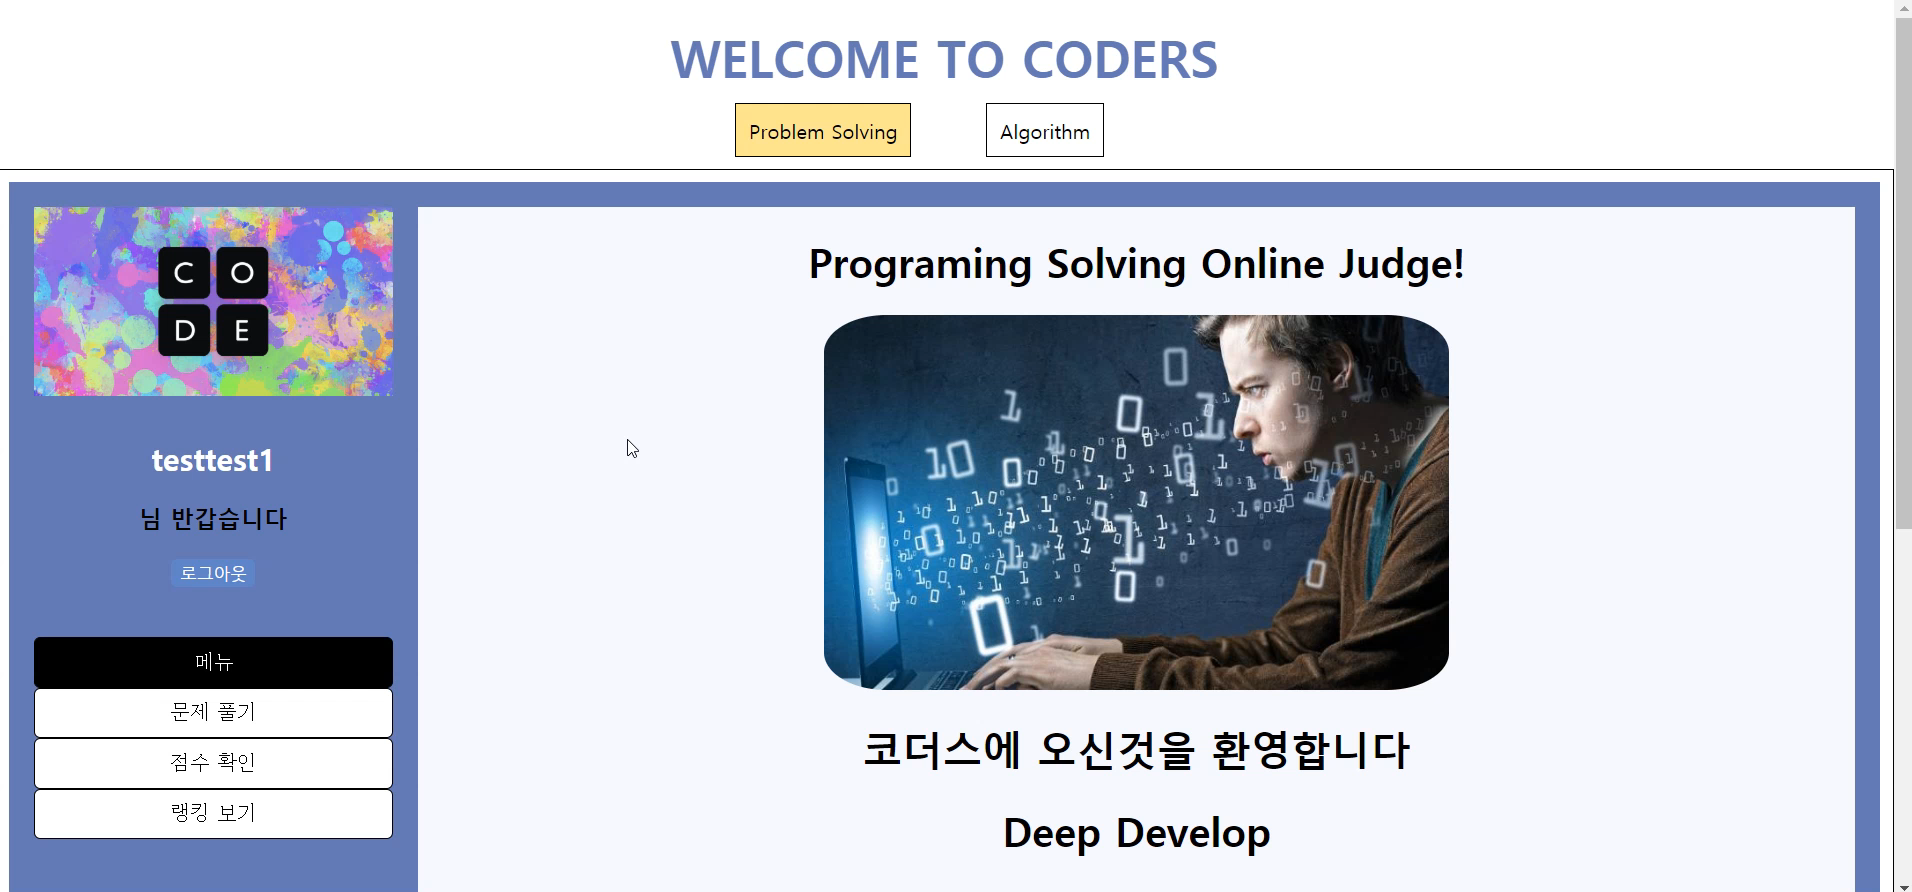 WELCOME TO CODERS
Problem Solving
Algorithm
C O
D E
testtest1
님 반갑습니다
로그아웃
메뉴
문제 풀기
점수 확인
랭킹 보기
Programing Solving Online Judge!
코더스에 오신것을 환영합니다
Deep Develop